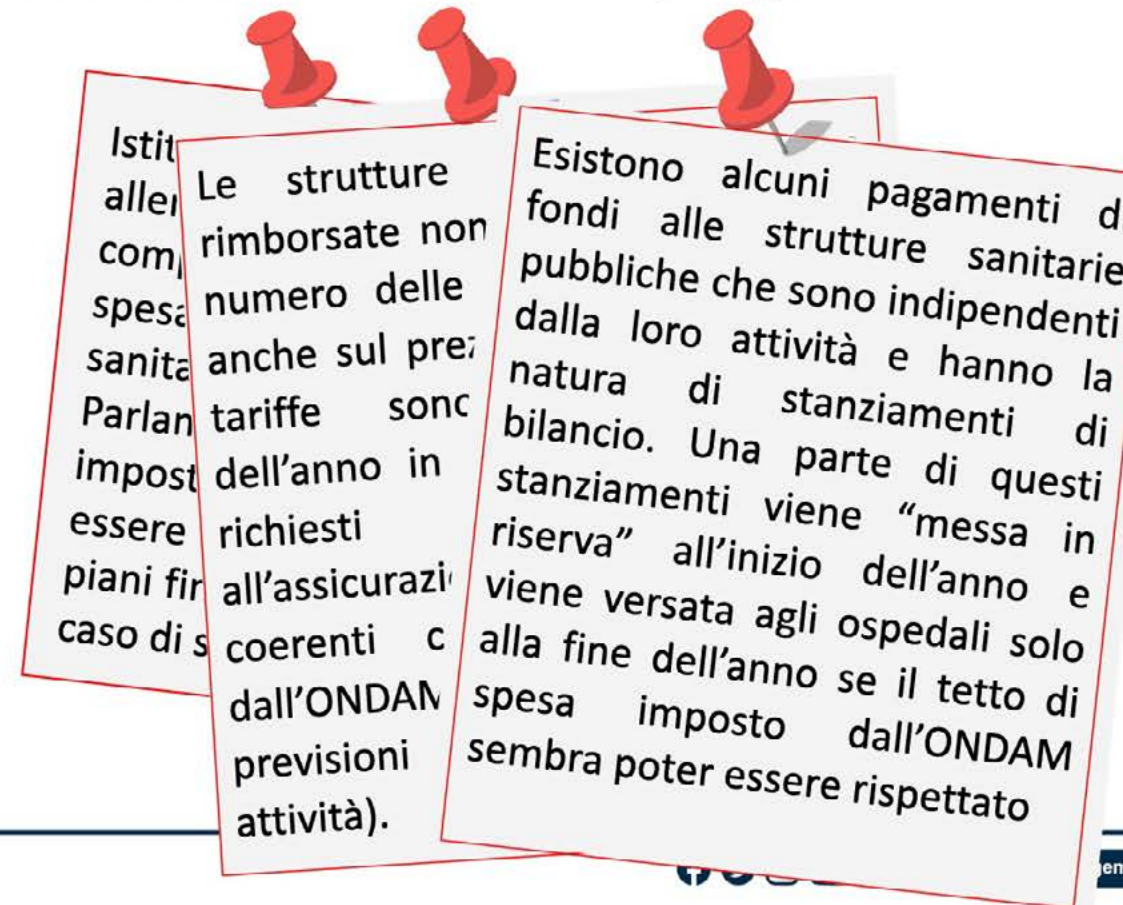 Istit
aller
com
spesa
sanita
Parlam
impost
essere
piani fin
caso di s
Le strutture
rimborsate non
numero delle
anche sul prez
tariffe sono
dell'anno in
richiesti
all'assicurazi
coerenti c
dall'ONDAM
previsioni
attività).
Esistono alcuni pagamenti d
fondi alle strutture sanitarie
pubbliche che sono indipendenti
dalla loro attività e hanno la
natura di stanziamenti di
bilancio. Una parte di questi
stanziamenti viene “messa in
riserva” all'inizio dell'anno e
viene versata agli ospedali solo
alla fine dell'anno se il tetto di
spesa imposto dall'ONDAM
sembra poter essere rispettato